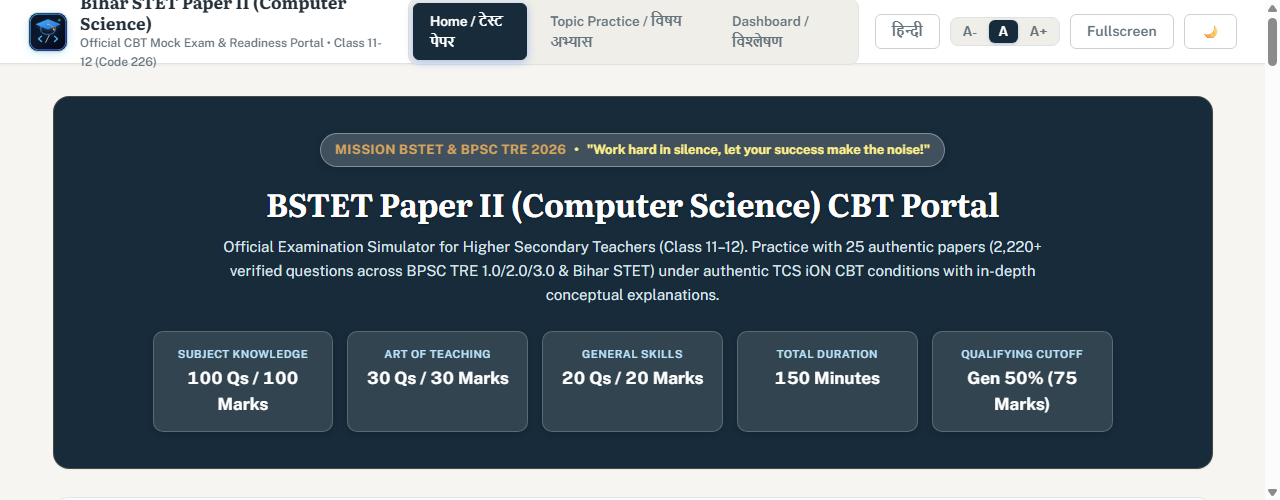 Bihar STET Paper II (Computer
Science)
Official CBT Mock Exam & Readiness Portal • Class 11-
12 (Code 226)
Home / टेस्ट
पेपर
Topic Practice / विषय
अभ्यास
Dashboard /
विश्लेषण
हिन्दी
A-
A
A+
Fullscreen
MISSION BSTET & BPSC TRE 2026 • "Work hard in silence, let your success make the noise!"
BSTET Paper II (Computer Science) CBT Portal
Official Examination Simulator for Higher Secondary Teachers (Class 11–12). Practice with 25 authentic papers (2,220+
verified questions across BPSC TRE 1.0/2.0/3.0 & Bihar STET) under authentic TCS iON CBT conditions with in-depth
conceptual explanations.
SUBJECT KNOWLEDGE
100 Qs / 100
Marks
ART OF TEACHING
30 Qs / 30 Marks
GENERAL SKILLS
20 Qs / 20 Marks
TOTAL DURATION
150 Minutes
QUALIFYING CUTOFF
Gen 50% (75
Marks)